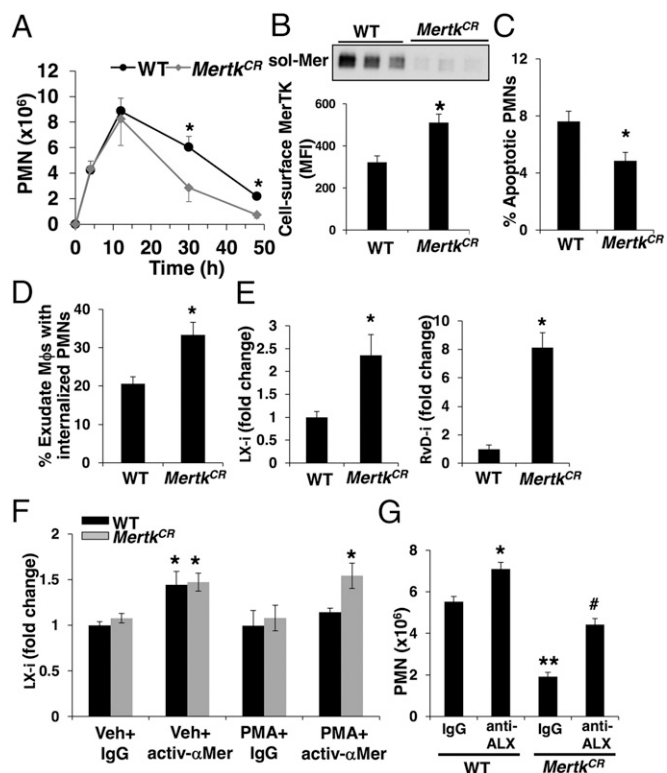 A
WT
Mertk^CR
PMN (x10^6)
12
10
8
6
4
2
0
*
*
0
10
20
30
40
50
Time (h)
B
WT
Mertk^CR
sol-Mer
Cell-surface MerTK
(MFI)
600
400
200
0
*
WT
Mertk^CR
C
% Apoptotic PMNs
10
8
6
4
2
0
*
WT
Mertk^CR
D
% Exudate Mɸs with
internalized PMNs
40
30
20
10
0
*
WT
Mertk^CR
E
LX-i (fold change)
3
2.5
2
1.5
1
0.5
0
*
WT
Mertk^CR
RvD-i (fold change)
10
8
6
4
2
0
*
WT
Mertk^CR
F
WT
Mertk^CR
LX-i (fold change)
2
1.5
1
0.5
0
* *
*
Veh+
IgG
Veh+
activ-αMer
PMA+
IgG
PMA+
activ-αMer
G
PMN (x10^6)
8
6
4
2
0
*
**
#
IgG
anti-
ALX
IgG
anti-
ALX
WT
Mertk^CR